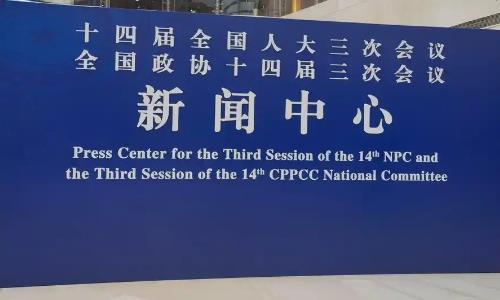 十四届全国人大三次会议
全国政协十四届三次会议
新闻中心
Press Center for the Third Session of the 14th NPC and
the Third Session of the 14th CPPCC National Committee